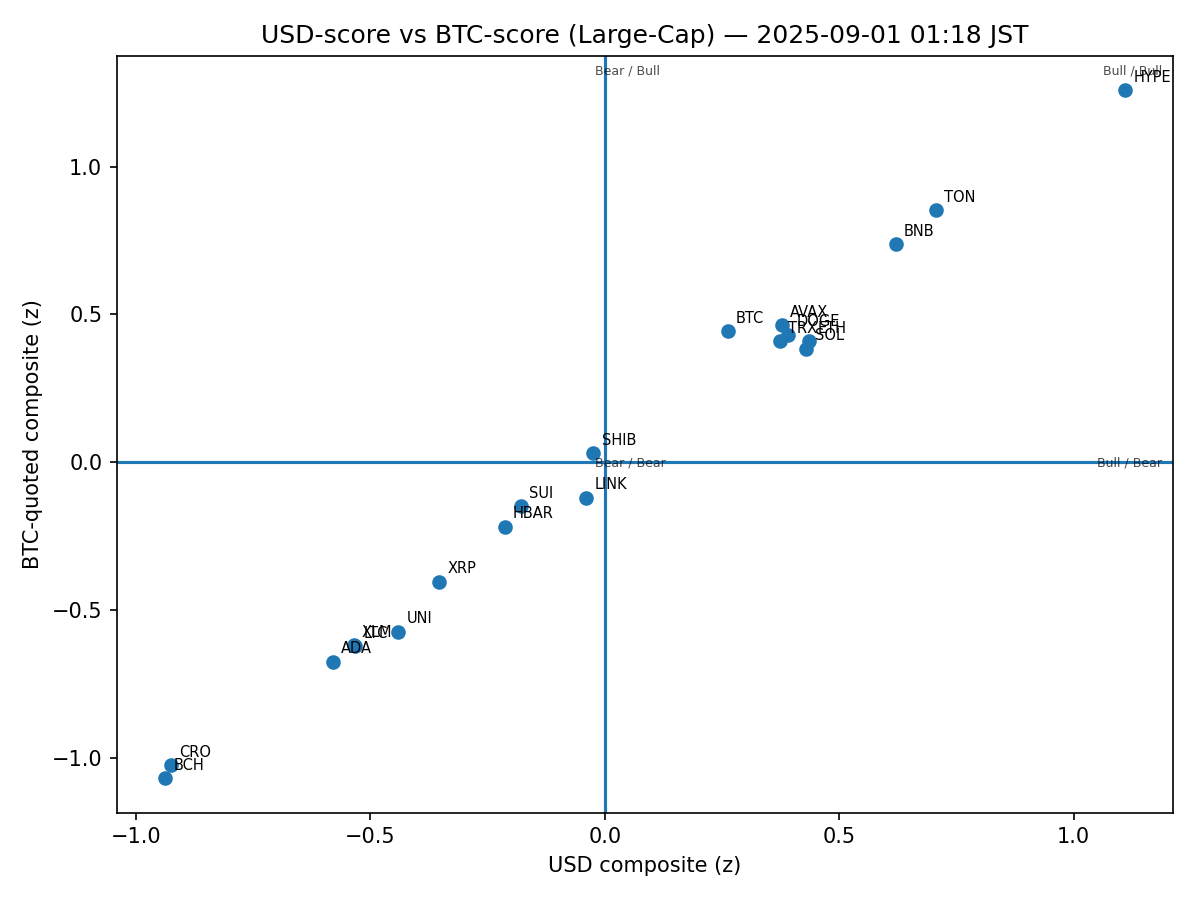 USD-score vs BTC-score (Large-Cap) — 2025-09-01 01:18 JST
Bear / Bull
Bull / Bull
HYPE
1.0
TON
BNB
0.5
BTC
AVAX
DOGE
TRX
ETH
SOL
SHIB
0.0
Bear / Bear
Bull / Bear
LINK
SUI
HBAR
−0.5
XRP
UNI
XLM
LTC
ADA
−1.0
CRO
BCH
−1.0
−0.5
0.0
0.5
1.0
USD composite (z)
BTC-quoted composite (z)